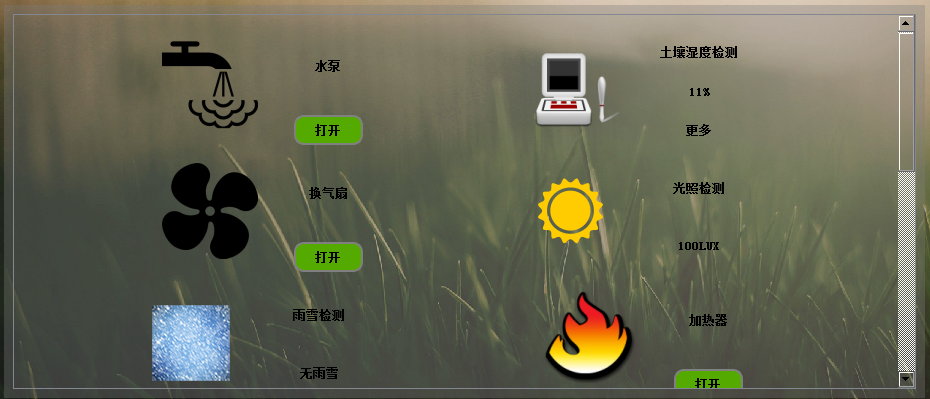 水泵
打开
土壤湿度检测
11%
更多
换气扇
打开
光照检测
100LUX
雨雪检测
无雨雪
加热器
打开